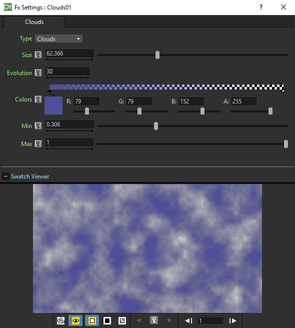 Fx Settings : Clouds01
Clouds
Type Clouds
Size 62.366
Evolution 30
Colors R: 79 G: 79 B: 152 A: 255
Min 0.306
Max 1
Swatch Viewer
1